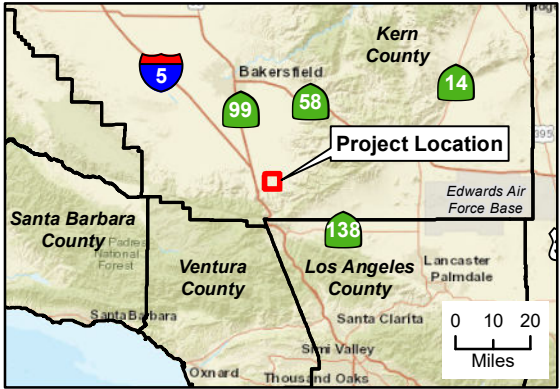 Kern
County
5
Bakersfield
99
58
14
395
Project Location
Edwards Air
Force Base
Santa Barbara
County
Padres
National
Forest
138
Ventura
County
Los Angeles
County
Lancaster
Palmdale
Santa Barbara
Santa Clarita
0 10 20
Miles
Simi Valley
Oxnard
Thousand Oaks